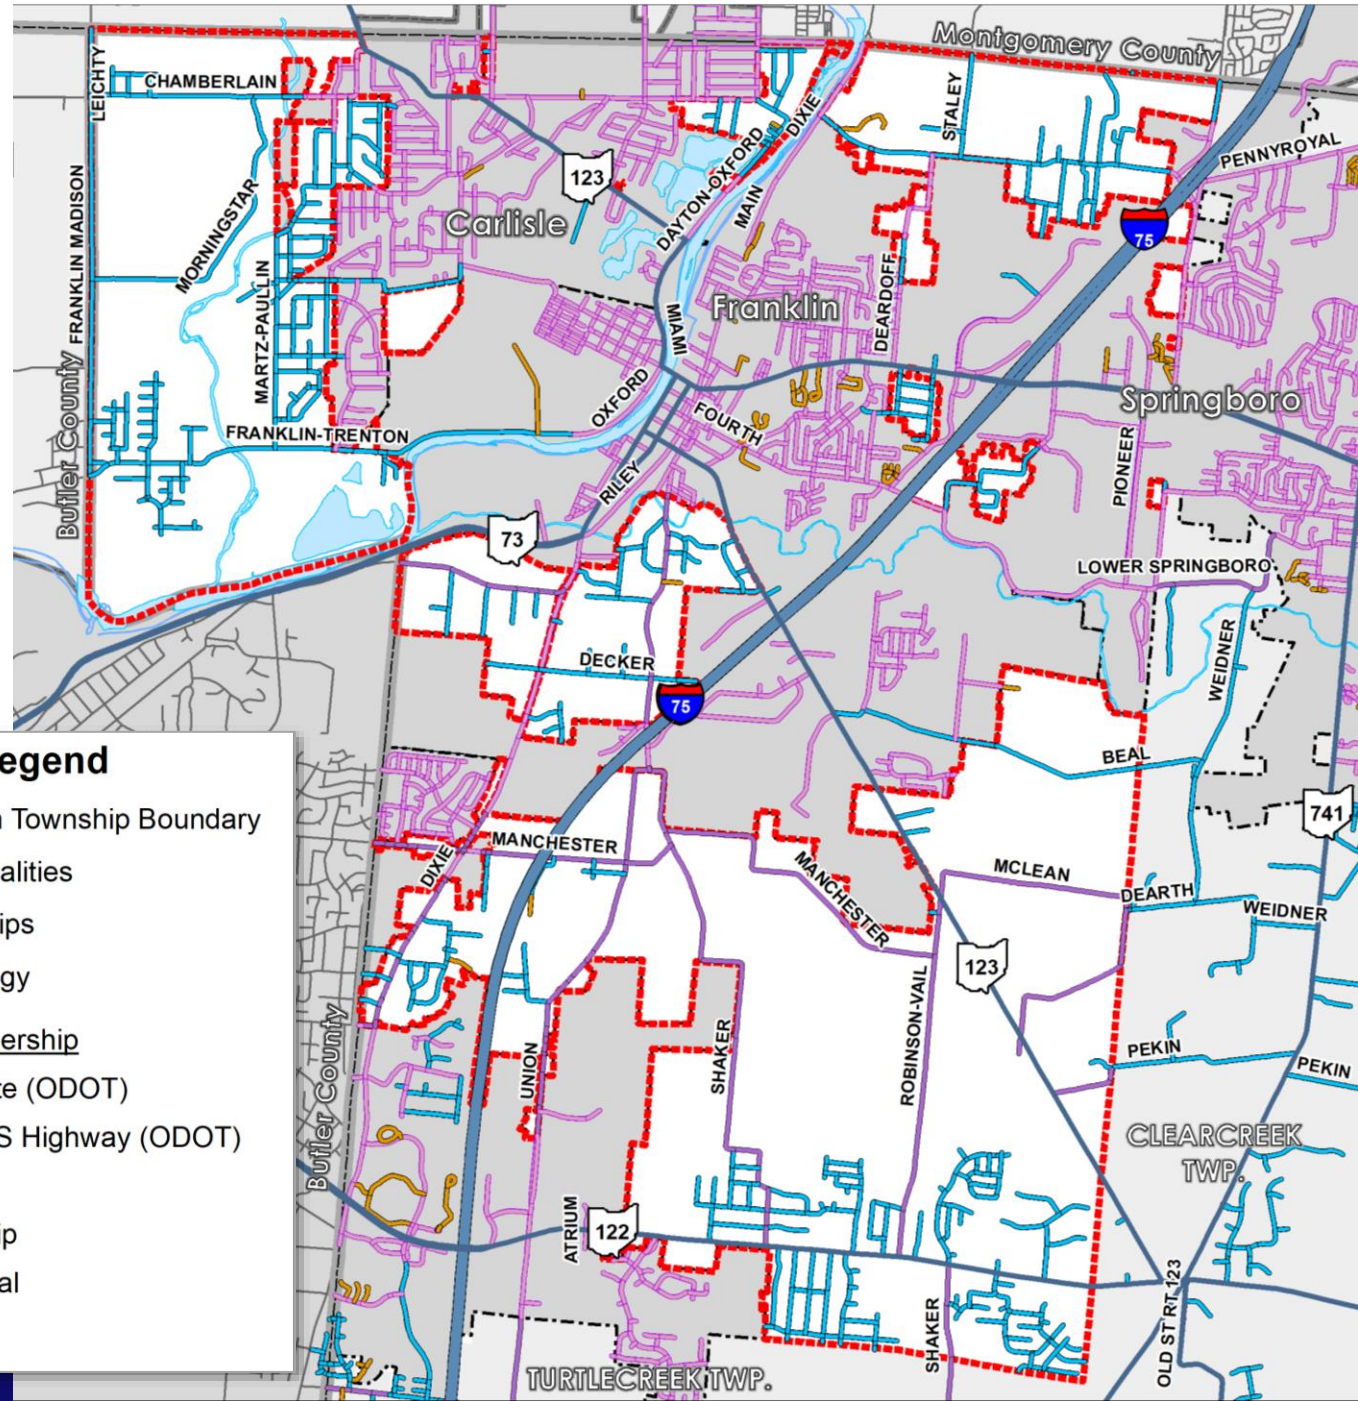 Montgomery County
LEICHTY
CHAMBERLAIN
STALEY
DIXIE
DAYTON-OXFORD
PENNYROYAL
123
FRANKLIN MADISON
MORNINGSTAR
Carlisle
MAIN
75
MARTZ-PAULLIN
MIAMI
Franklin
DEARDOFF
Butler County
OXFORD
Springboro
FRANKLIN-TRENTON
FOURTH
RILEY
PIONEER
73
LOWER SPRINGBORO
WEIDNER
DECKER
75
BEAL
741
egend
Township Boundary
alities
ips
gy
ership
te (ODOT)
S Highway (ODOT)
ip
al
DIXIE
MANCHESTER
MANCHESTER
MCLEAN
DEARTH
WEIDNER
123
Butler County
UNION
SHAKER
ROBINSON-VAIL
PEKIN
PEKIN
CLEARCREEK
TWP.
ATRIUM
122
SHAKER
OLD ST RT 123
TURTLECREEK TWP.